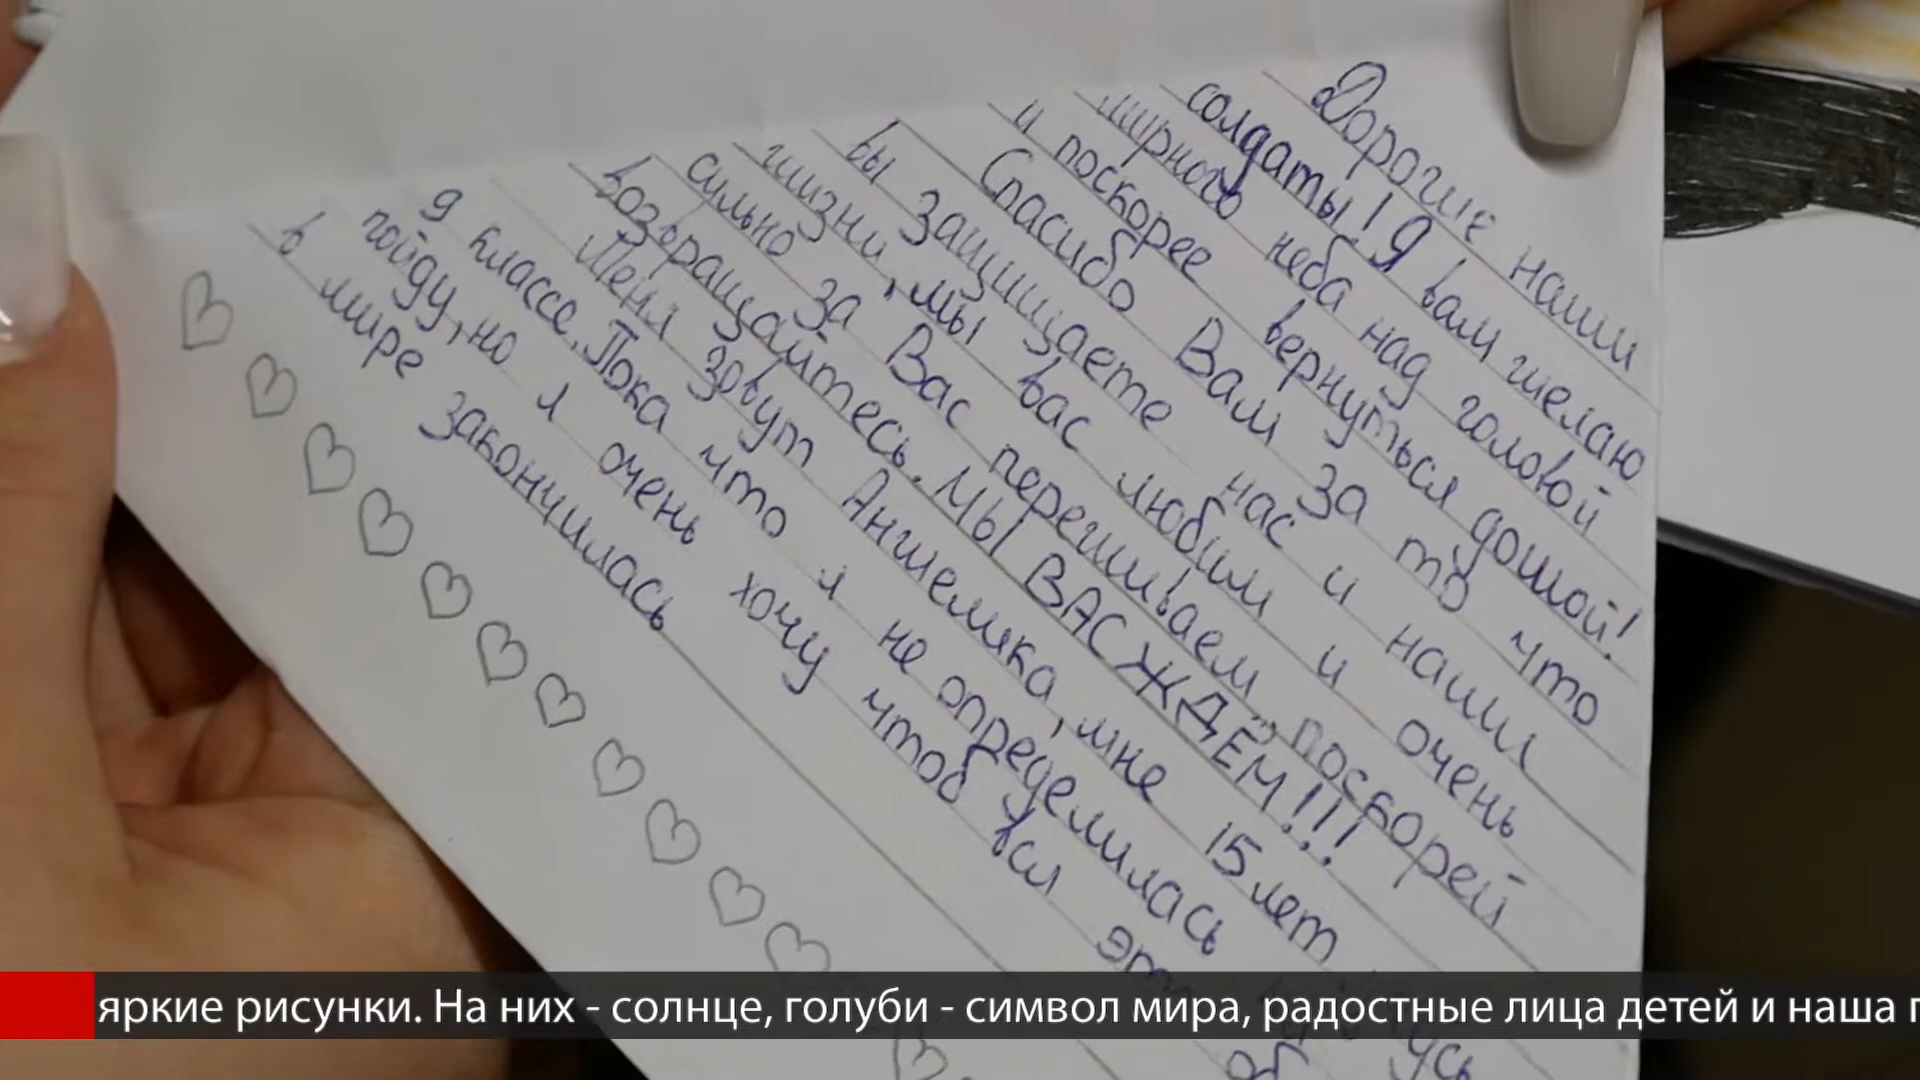 Дорогие наши
солдаты! Я вам желаю
мирного неба над головой
и поскорее вернуться домой!
Спасибо Вам за то что
вы защищаете нас и наши
жизни, мы вас любим и очень
сильно за Вас переживаем, поскорей
возвращайтесь. МЫ ВАС ЖДЁМ!!!
Меня зовут Анжелика, мне 15 лет
9 классе. Пока что я не определилась
пойду, но я очень хочу чтоб вся
в мире закончилась
яркие рисунки. На них - солнце, голуби - символ мира, радостные лица детей и наша